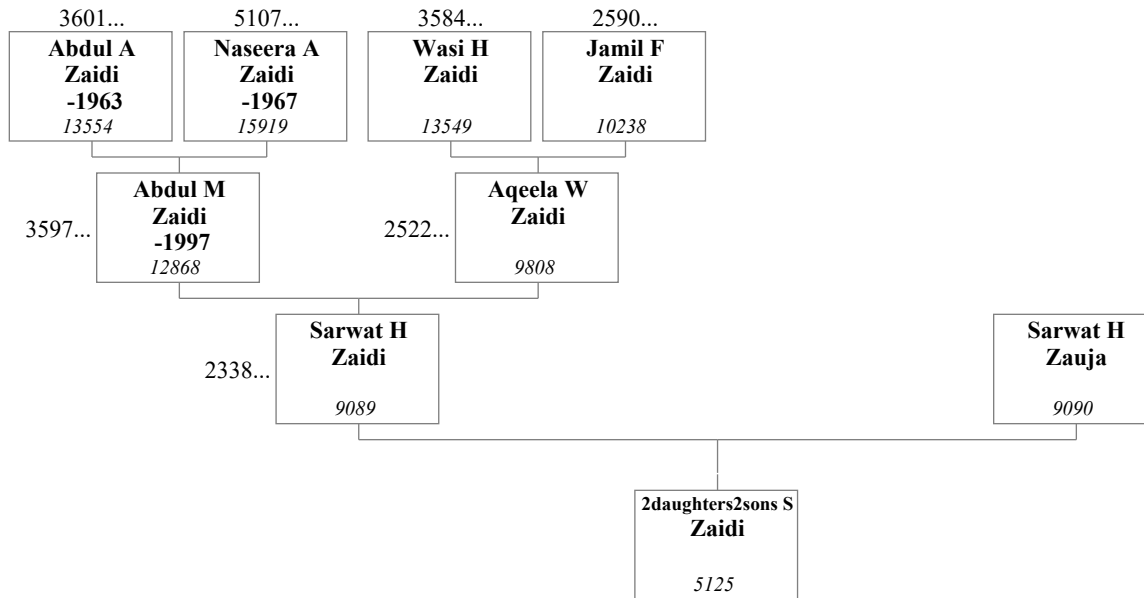 3601...
5107...
3584...
2590...
Abdul A
Zaidi
-1963
13554
Naseera A
Zaidi
-1967
15919
Wasi H
Zaidi
13549
Jamil F
Zaidi
10238
3597...
Abdul M
Zaidi
-1997
12868
2522...
Aqeela W
Zaidi
9808
2338...
Sarwat H
Zaidi
9089
Sarwat H
Zauja
9090
2daughters2sons S
Zaidi
5125